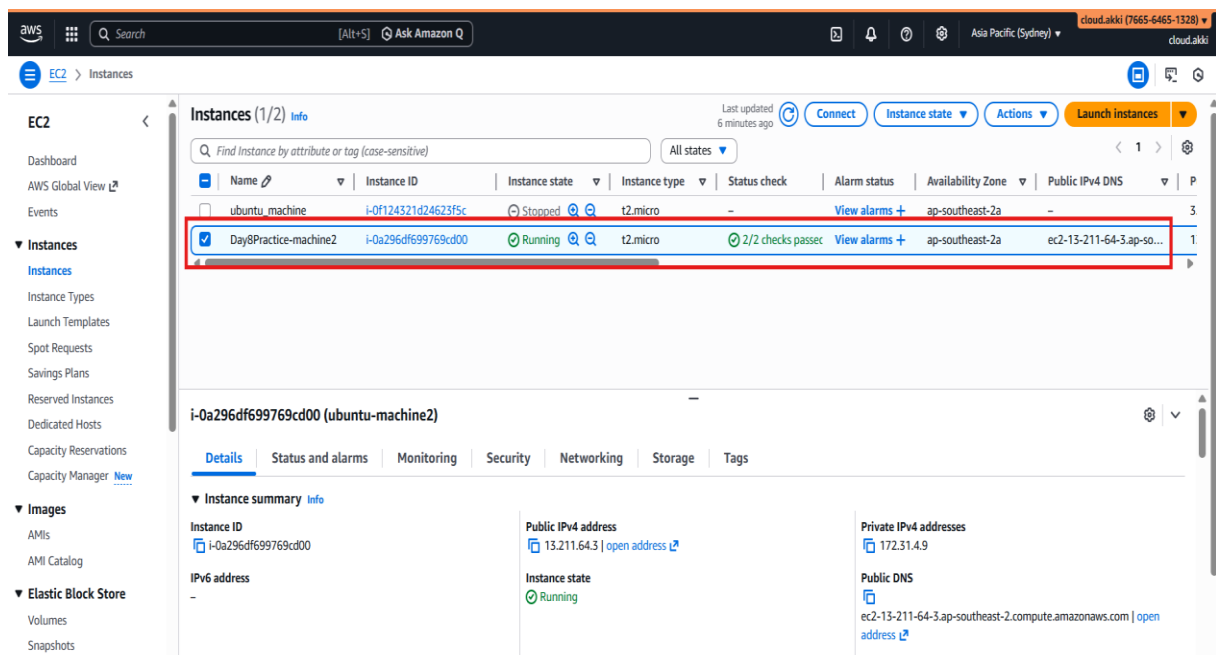 cloud.akki (7665-6465-1328)
aws Search [Alt+S] Ask Amazon Q Asia Pacific (Sydney) cloud.akki
EC2 > Instances
EC2
Dashboard
AWS Global View
Events
Instances
Instances
Instance Types
Launch Templates
Spot Requests
Savings Plans
Reserved Instances
Dedicated Hosts
Capacity Reservations
Capacity Manager New
Images
AMIs
AMI Catalog
Elastic Block Store
Volumes
Snapshots
Instances (1/2) Info
Last updated
6 minutes ago
Connect Instance state Actions Launch instances
Find Instance by attribute or tag (case-sensitive) All states < 1 >
Name Instance ID Instance state Instance type Status check Alarm status Availability Zone Public IPv4 DNS P
ubuntu_machine i-0f124321d24623f5c Stopped t2.micro – View alarms + ap-southeast-2a – 3.
Day8Practice-machine2 i-0a296df699769cd00 Running t2.micro 2/2 checks passec View alarms + ap-southeast-2a ec2-13-211-64-3.ap-so... 1
i-0a296df699769cd00 (ubuntu-machine2)
Details Status and alarms Monitoring Security Networking Storage Tags
Instance summary Info
Instance ID
i-0a296df699769cd00
Public IPv4 address
13.211.64.3 | open address
Private IPv4 addresses
172.31.4.9
IPv6 address
–
Instance state
Running
Public DNS
ec2-13-211-64-3.ap-southeast-2.compute.amazonaws.com | open
address